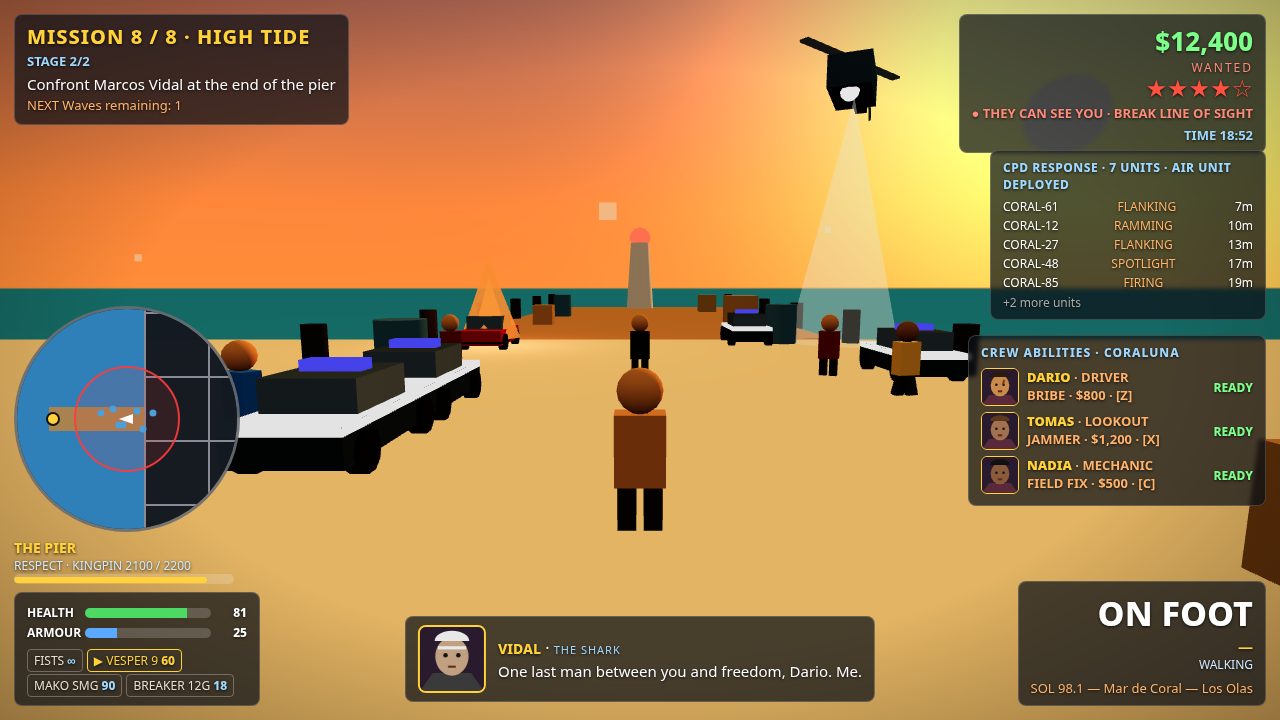 MISSION 8 / 8 · HIGH TIDE
STAGE 2/2
Confront Marcos Vidal at the end of the pier
NEXT Waves remaining: 1
$12,400
WANTED
★★★★☆
● THEY CAN SEE YOU · BREAK LINE OF SIGHT
TIME 18:52
CPD RESPONSE · 7 UNITS · AIR UNIT
DEPLOYED
CORAL-61 FLANKING 7m
CORAL-12 RAMMING 10m
CORAL-27 FLANKING 13m
CORAL-48 SPOTLIGHT 17m
CORAL-85 FIRING 19m
+2 more units
CREW ABILITIES · CORALUNA
DARIO · DRIVER
BRIBE · $800 · [Z]
READY
TOMAS · LOOKOUT
JAMMER · $1,200 · [X]
READY
NADIA · MECHANIC
FIELD FIX · $500 · [C]
READY
THE PIER
RESPECT · KINGPIN 2100 / 2200
HEALTH 81
ARMOUR 25
FISTS ∞ ▶ VESPER 9 60
MAKO SMG 90 BREAKER 12G 18
VIDAL · THE SHARK
One last man between you and freedom, Dario. Me.
ON FOOT
—
WALKING
SOL 98.1 — Mar de Coral — Los Olas